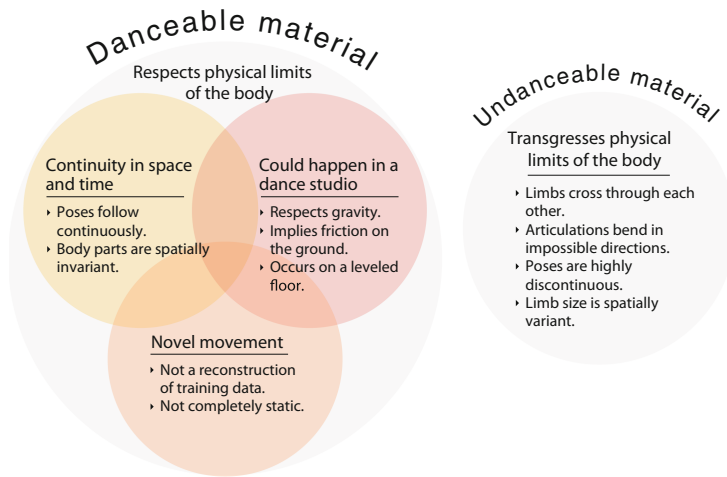 Danceable material
Respects physical limits
of the body
Continuity in space
and time
‣ Poses follow
continuously.
‣ Body parts are spatially
invariant.
Could happen in a
dance studio
‣ Respects gravity.
‣ Implies friction on
the ground.
‣ Occurs on a leveled
floor.
Novel movement
‣ Not a reconstruction
of training data.
‣ Not completely static.
Undanceable material
Transgresses physical
limits of the body
‣ Limbs cross through each
other.
‣ Articulations bend in
impossible directions.
‣ Poses are highly
discontinuous.
‣ Limb size is spatially
variant.